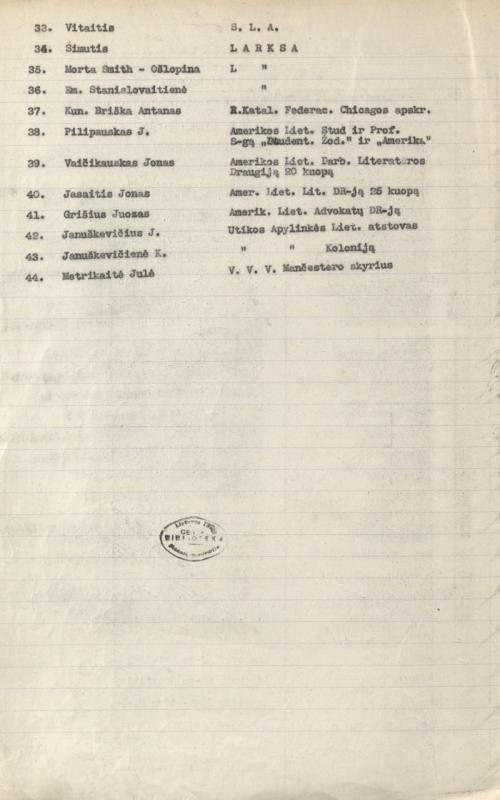 33. Vitaitis S. L. A.
34. Šimutis L A R K S A
35. Morta Smith - Ošlopina L "
36. Em. Stanislovaitienė "
37. Kun. Briška Antanas R.Katal. Federac. Chicagos apskr.
38. Pilipauskas J. Amerikos Liet. Stud ir Prof.
S-gą „Student. Žod." ir „Amerika"
39. Vaičikauskas Jonas Amerikos Liet. Darb. Literatūros
Draugiją 20 kuopą
40. Jasaitis Jonas Amer. Liet. Lit. DR-ją 25 kuopą
41. Grišius Juozas Amerik. Liet. Advokatų DR-ją
42. Januškevičius J. Utikos Apylinkės Liet. atstovas
43. Januškevičienė K. " " Koloniją
44. Metrikaitė Julė V. V. V. Mančestero skyrius
BIBLIOTEKA